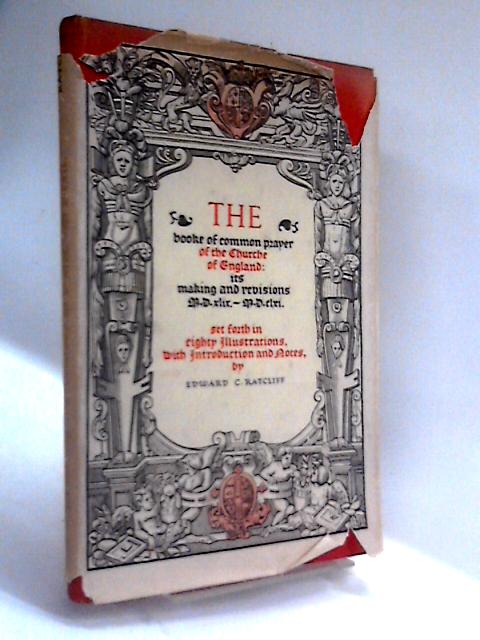 THE
booke of common prayer
of the Churche
of England:
its
making and revisions
M.D.xlix.–M.D.clxi.
set forth in
eighty Illustrations,
With Introduction and Notes,
by
EDWARD C. RATCLIFF